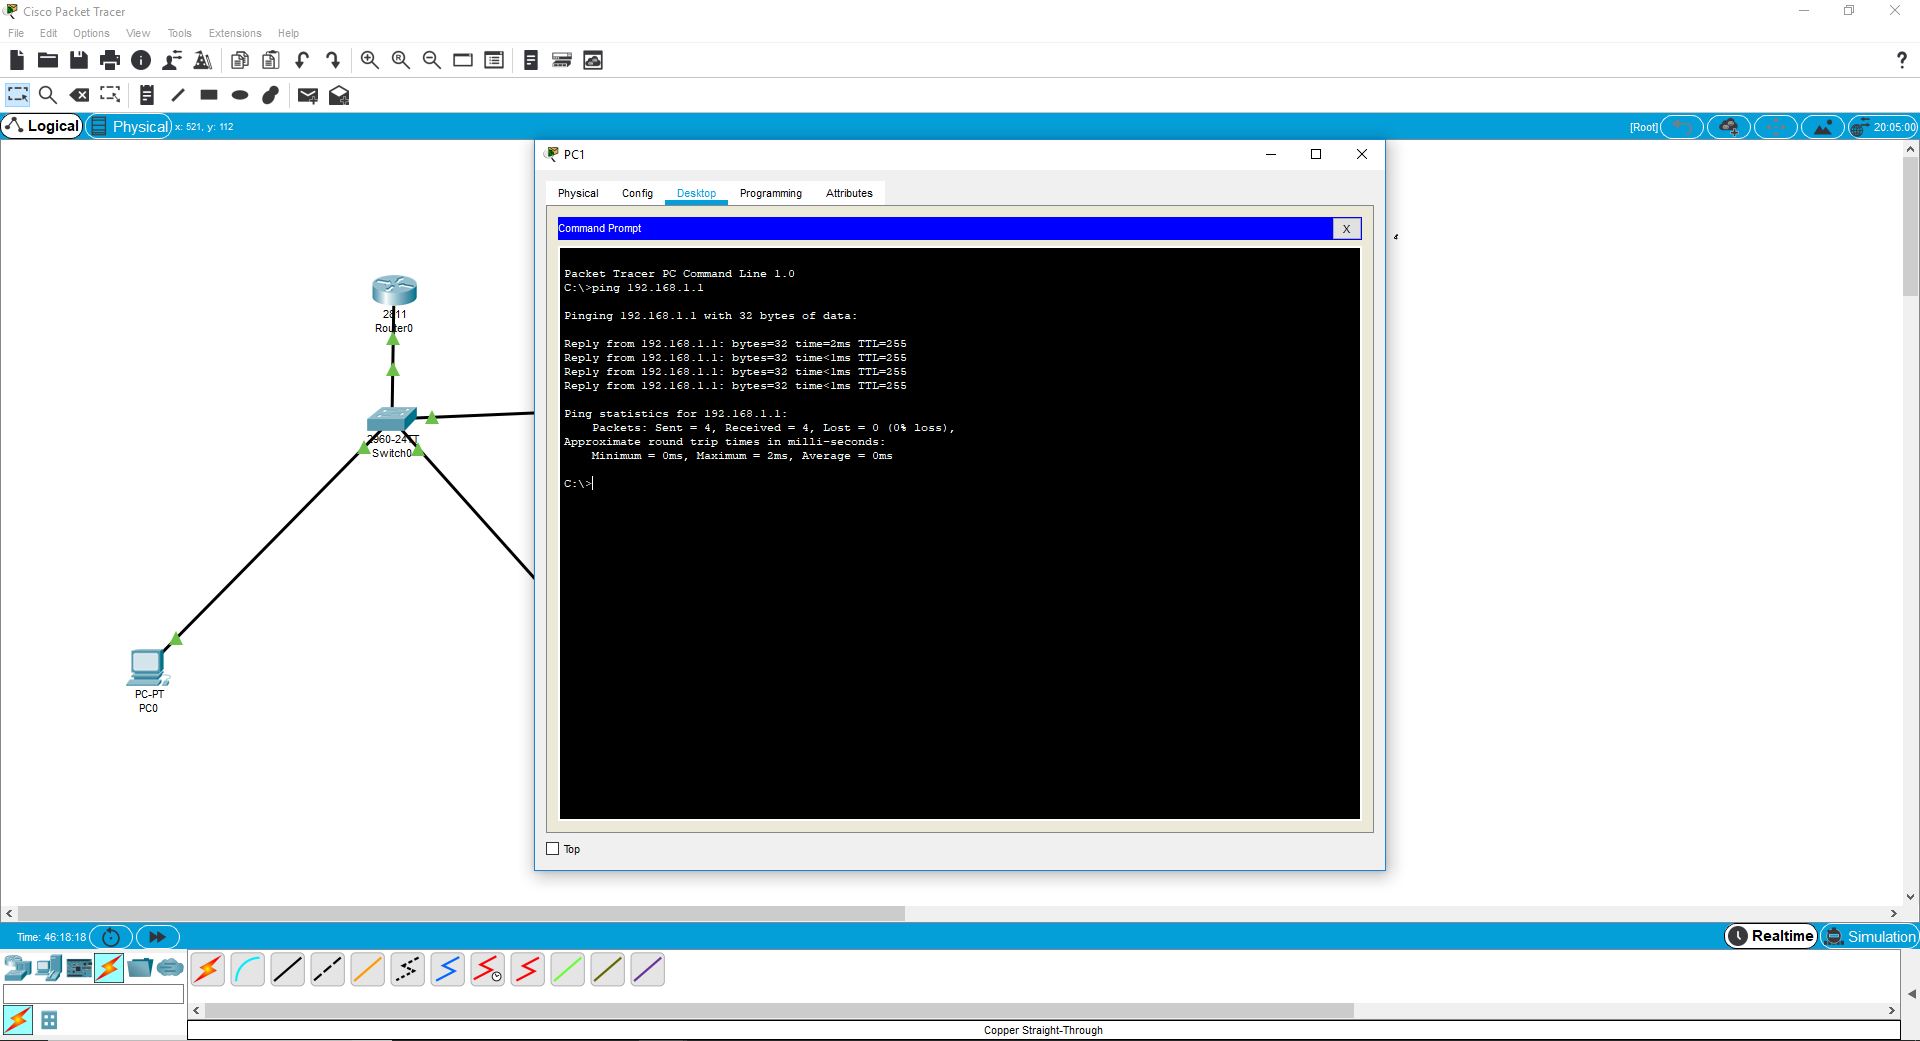 Cisco Packet Tracer
File Edit Options View Tools Extensions Help
Logical Physical x: 521, y: 112 [Root] 20:05:00
PC1
Physical Config Desktop Programming Attributes
Command Prompt X
Packet Tracer PC Command Line 1.0
C:\>ping 192.168.1.1
Pinging 192.168.1.1 with 32 bytes of data:
Reply from 192.168.1.1: bytes=32 time=2ms TTL=255
Reply from 192.168.1.1: bytes=32 time<1ms TTL=255
Reply from 192.168.1.1: bytes=32 time<1ms TTL=255
Reply from 192.168.1.1: bytes=32 time<1ms TTL=255
Ping statistics for 192.168.1.1:
Packets: Sent = 4, Received = 4, Lost = 0 (0% loss),
Approximate round trip times in milli-seconds:
Minimum = 0ms, Maximum = 2ms, Average = 0ms
C:\>
Top
2811
Router0
2960-24TT
Switch0
PC-PT
PC0
Time: 46:18:18 Realtime Simulation
Copper Straight-Through